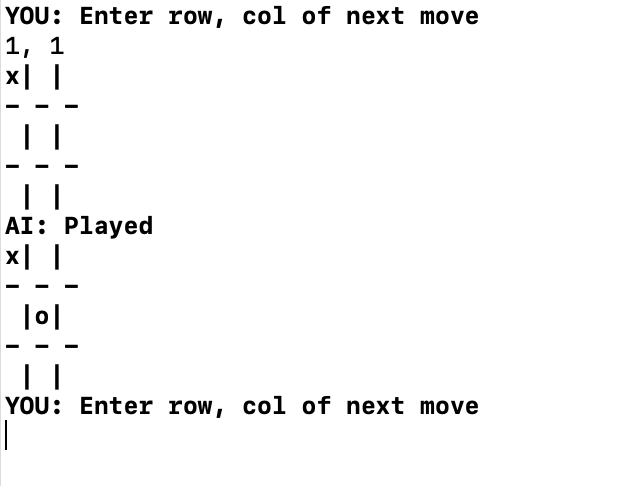 YOU: Enter row, col of next move
1, 1
x| |
- - -
 | |
- - -
 | |
AI: Played
x| |
- - -
 |o|
- - -
 | |
YOU: Enter row, col of next move